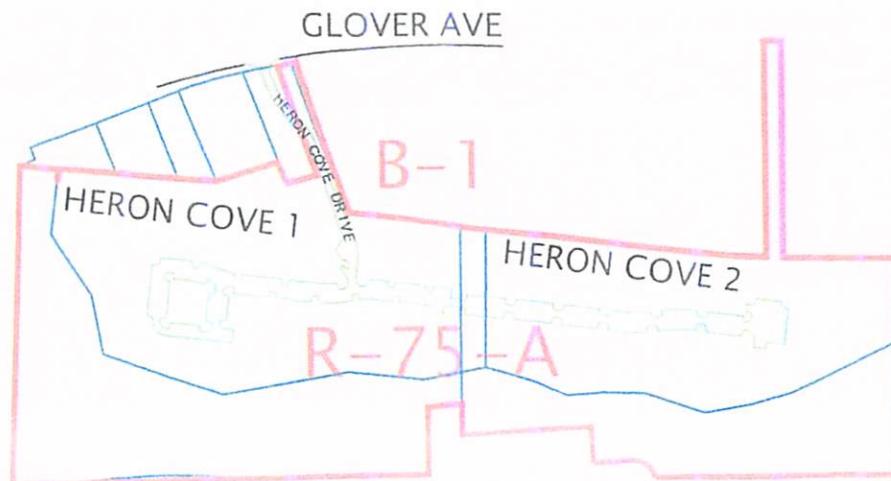 GLOVER AVE
HERON COVE DRIVE
B-1
HERON COVE 1
HERON COVE 2
R-75-A